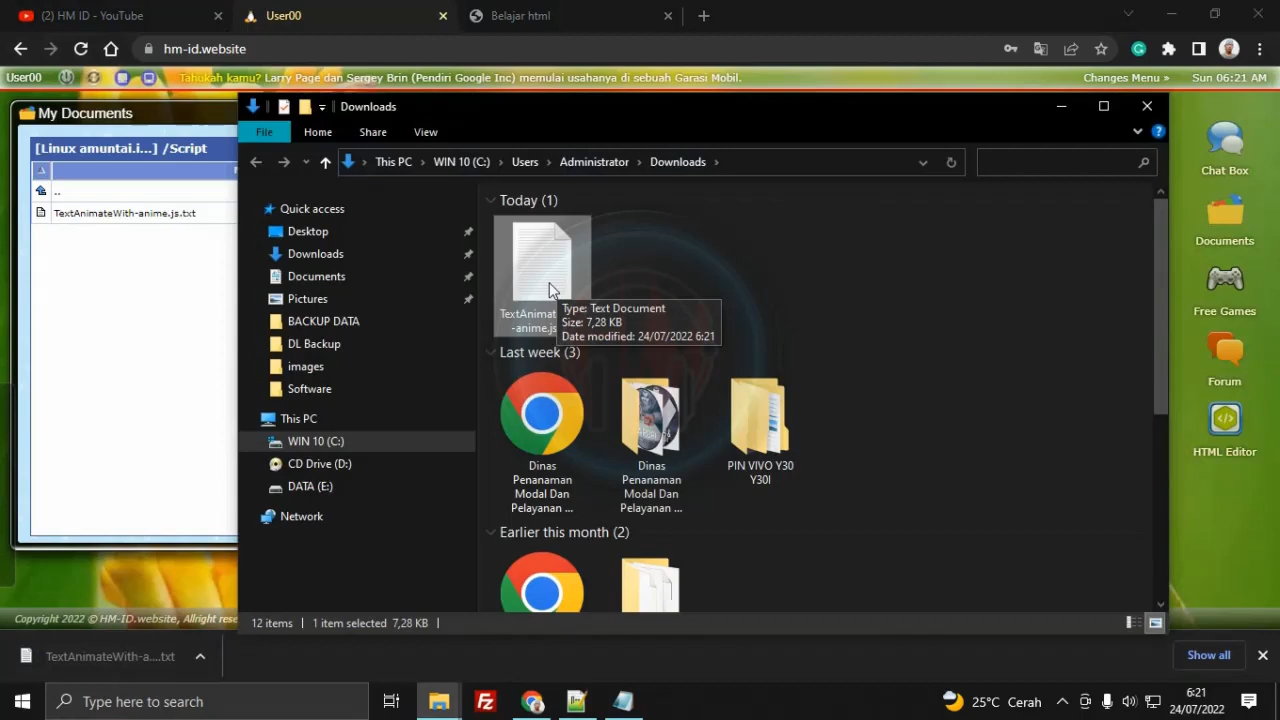 (2) HM ID - YouTube
User00
Belajar html
hm-id.website
User00
Tahukah kamu? Larry Page dan Sergey Brin (Pendiri Google Inc) memulai usahanya di sebuah Garasi Mobil.
Changes Menu »
Sun 06:21 AM
My Documents
[Linux amuntai.i...] /Script
..
TextAnimateWith-anime.js.txt
Downloads
File
Home
Share
View
This PC > WIN 10 (C:) > Users > Administrator > Downloads >
Quick access
Desktop
Downloads
Documents
Pictures
BACKUP DATA
DL Backup
images
Software
This PC
WIN 10 (C:)
CD Drive (D:)
DATA (E:)
Network
Today (1)
TextAnimat
-anime.js
Type: Text Document
Size: 7,28 KB
Date modified: 24/07/2022 6:21
Last week (3)
Dinas
Penanaman
Modal Dan
Pelayanan ...
Dinas
Penanaman
Modal Dan
Pelayanan ...
PIN VIVO Y30
Y30I
Earlier this month (2)
12 items
1 item selected 7,28 KB
Chat Box
Documents
Free Games
Forum
HTML Editor
Copyright 2022 © HM-ID.website, Allright rese
TextAnimateWith-a....txt
Show all
Type here to search
25°C Cerah
6:21
24/07/2022